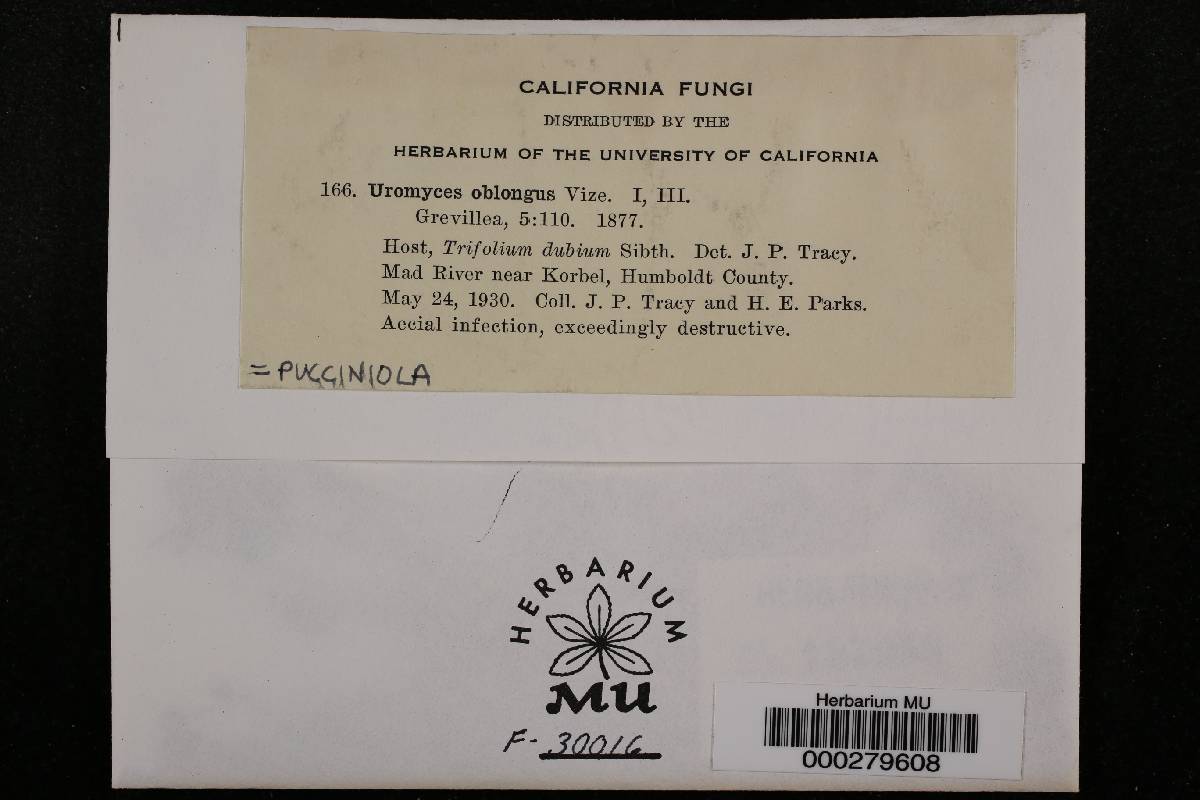 CALIFORNIA FUNGI
DISTRIBUTED BY THE
HERBARIUM OF THE UNIVERSITY OF CALIFORNIA
166. Uromyces oblongus Vize. I, III.
Grevillea, 5:110. 1877.
Host, Trifolium dubium Sibth. Det. J. P. Tracy.
Mad River near Korbel, Humboldt County.
May 24, 1930. Coll. J. P. Tracy and H. E. Parks.
Aecial infection, exceedingly destructive.
= PUCCINIOLA
HERBARIUM
MU
F-30016
Herbarium MU
000279608